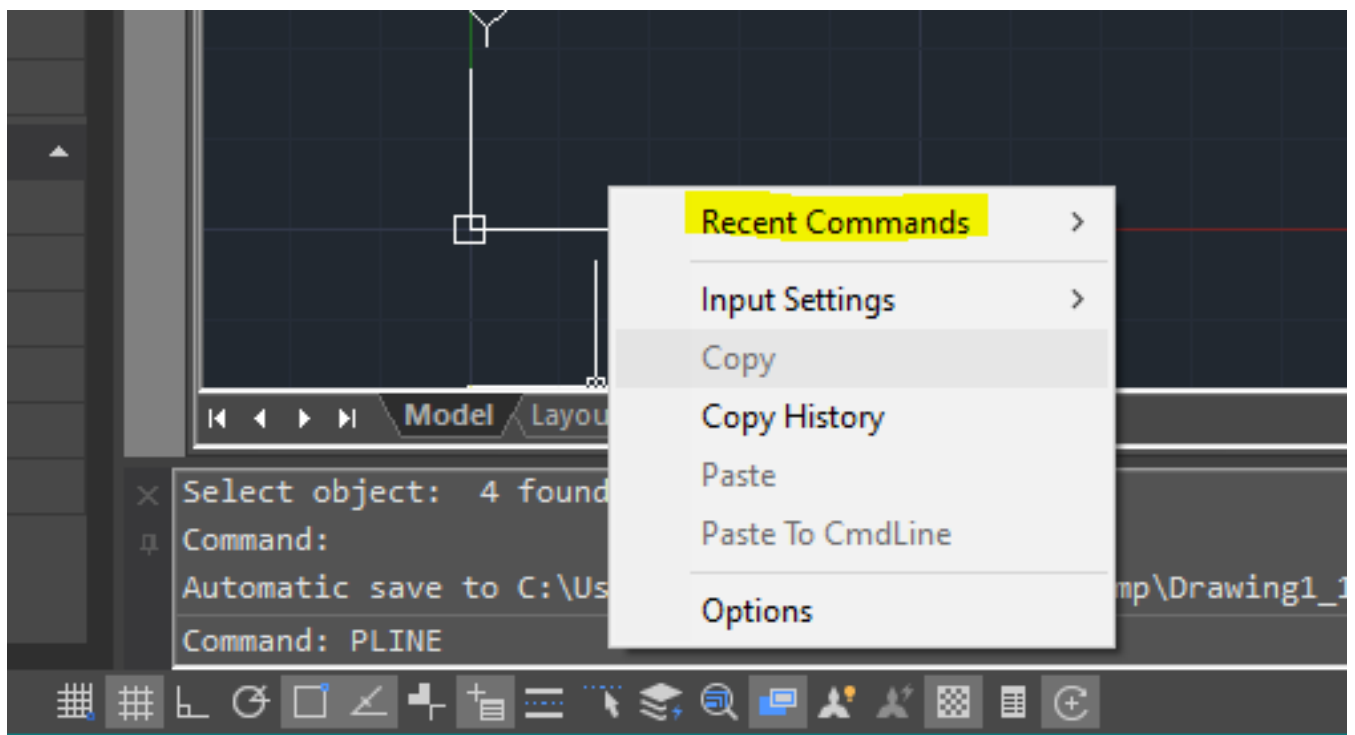 Recent Commands
Input Settings
Copy
Copy History
Paste
Paste To CmdLine
Options
Model Layou
Select object: 4 found
Command:
Automatic save to C:\Us mp\Drawing1_1
Command: PLINE